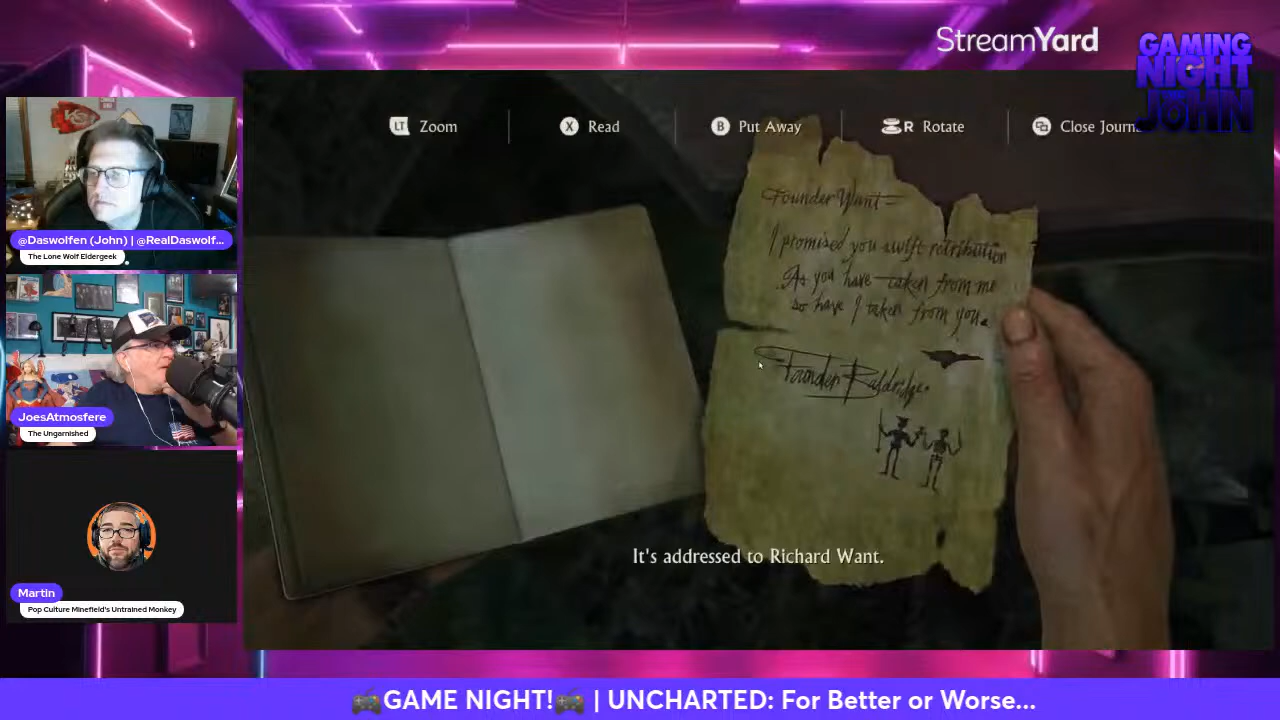 StreamYard
GAMING
NIGHT
JOHN
LT Zoom
X Read
B Put Away
R Rotate
Close Journa
Founder Want-
I promised you swift retribution
As you have taken from me
so have I taken from you.
Founder Baldridge.
It's addressed to Richard Want.
@Daswolfen (John) | @RealDaswolf...
The Lone Wolf Eldergeek
JoesAtmosfere
The Ungarnished
Martin
Pop Culture Minefield's Untrained Monkey
🎮GAME NIGHT!🎮 | UNCHARTED: For Better or Worse...